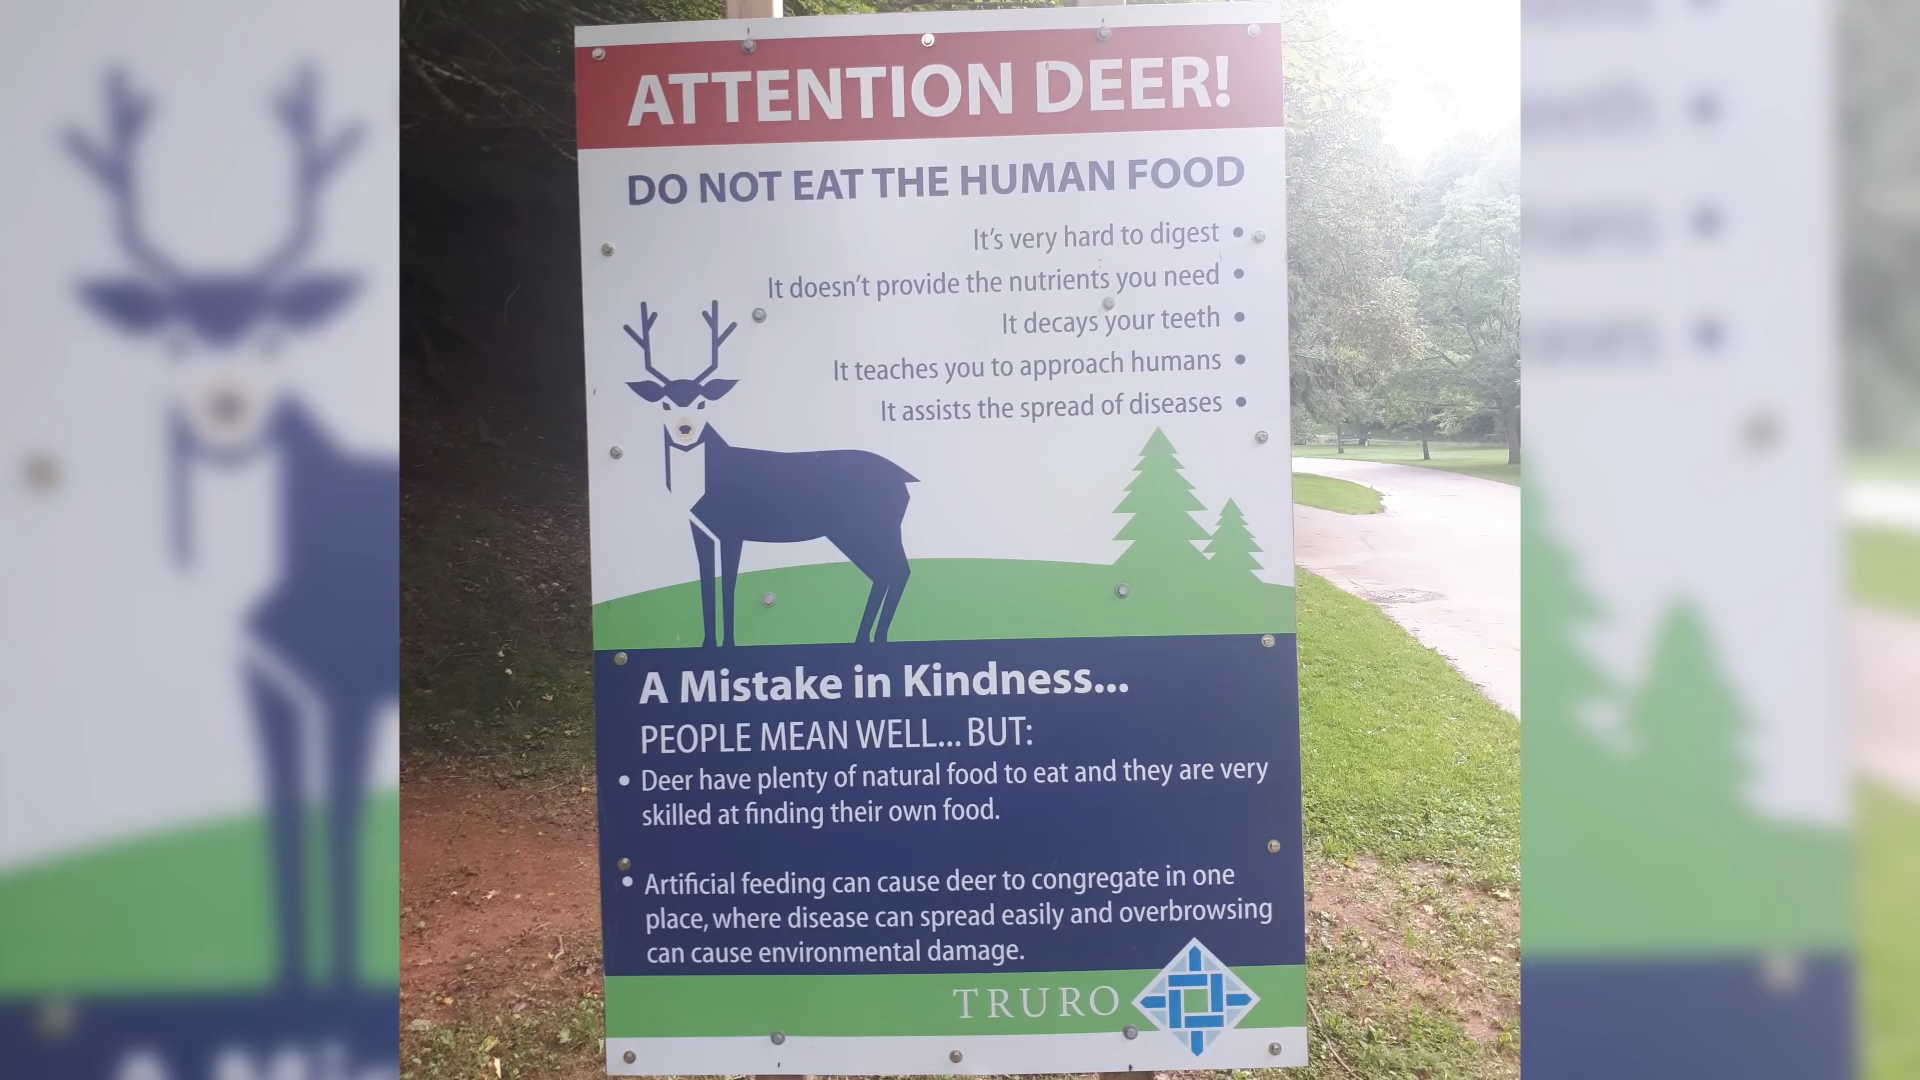 ATTENTION DEER!
DO NOT EAT THE HUMAN FOOD
It's very hard to digest •
It doesn't provide the nutrients you need •
It decays your teeth •
It teaches you to approach humans •
It assists the spread of diseases •
A Mistake in Kindness...
PEOPLE MEAN WELL... BUT:
• Deer have plenty of natural food to eat and they are very
skilled at finding their own food.
• Artificial feeding can cause deer to congregate in one
place, where disease can spread easily and overbrowsing
can cause environmental damage.
TRURO